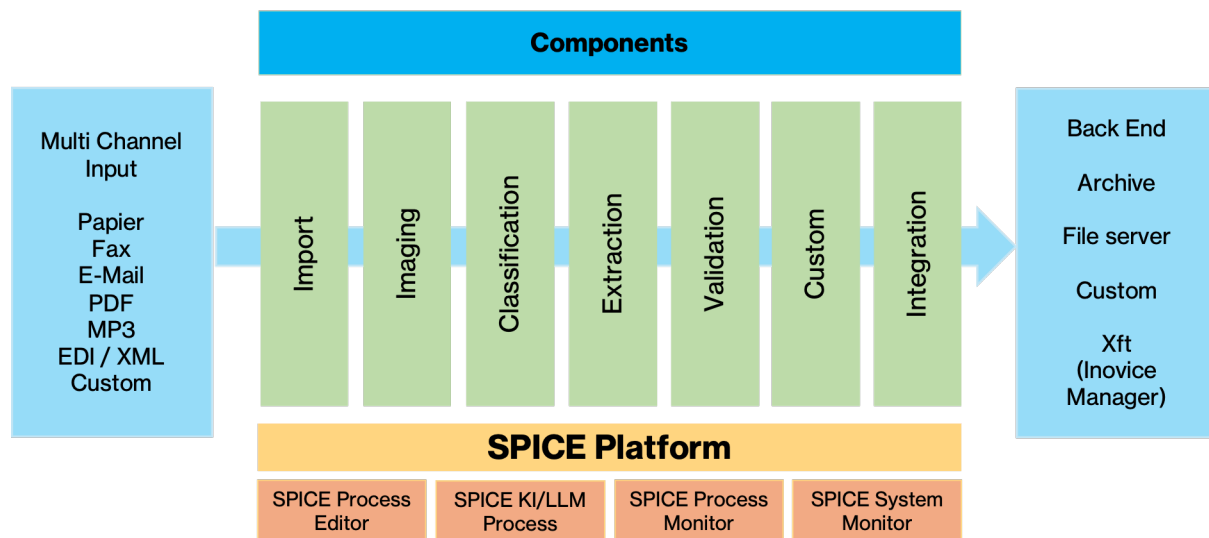 Components
Multi Channel
Input
Papier
Fax
E-Mail
PDF
MP3
EDI / XML
Custom
Import
Imaging
Classification
Extraction
Validation
Custom
Integration
Back End
Archive
File server
Custom
Xft
(Inovice
Manager)
SPICE Platform
SPICE Process
Editor
SPICE KI/LLM
Process
SPICE Process
Monitor
SPICE System
Monitor